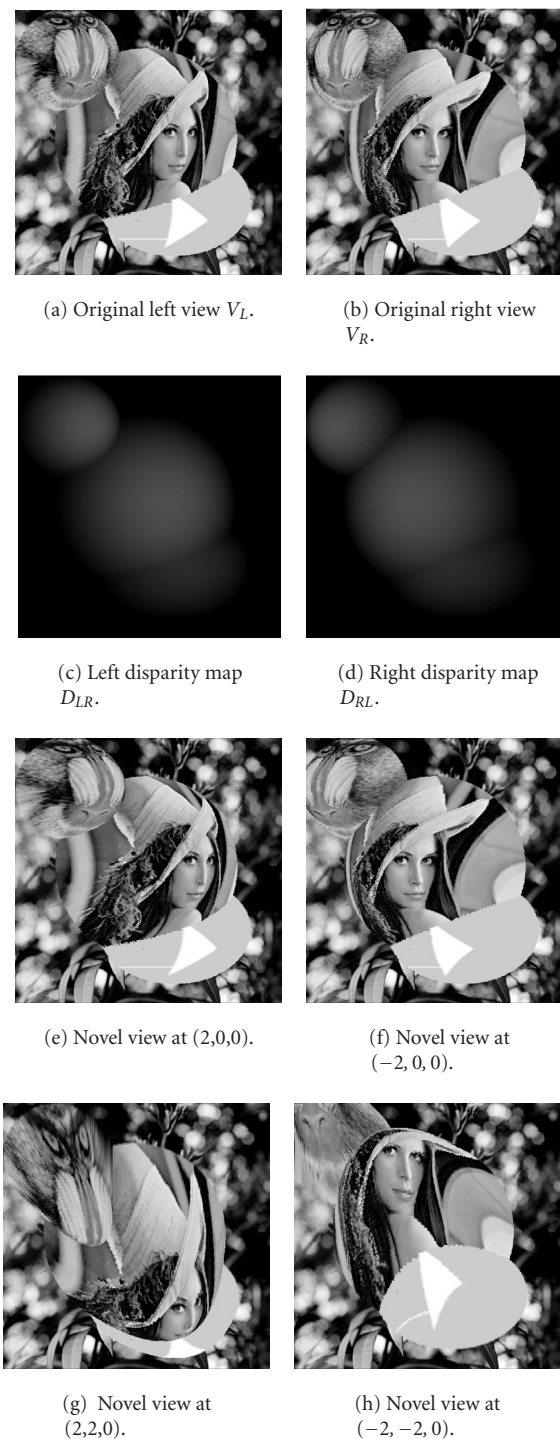 (a) Original left view V_L.
(b) Original right view
V_R.
(c) Left disparity map
D_LR.
(d) Right disparity map
D_RL.
(e) Novel view at (2,0,0).
(f) Novel view at
(−2, 0, 0).
(g) Novel view at
(2,2,0).
(h) Novel view at
(−2, −2, 0).